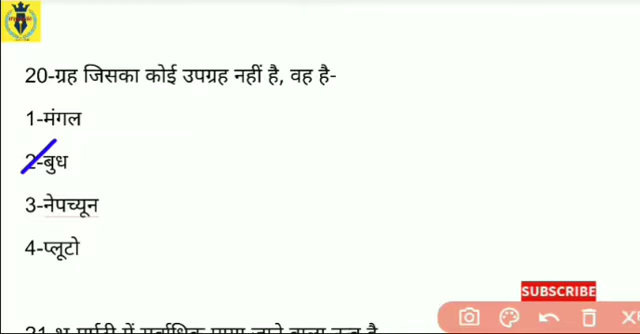 20-ग्रह जिसका कोई उपग्रह नहीं है, वह है-
1-मंगल
2-बुध
3-नेपच्यून
4-प्लूटो
SUBSCRIBE